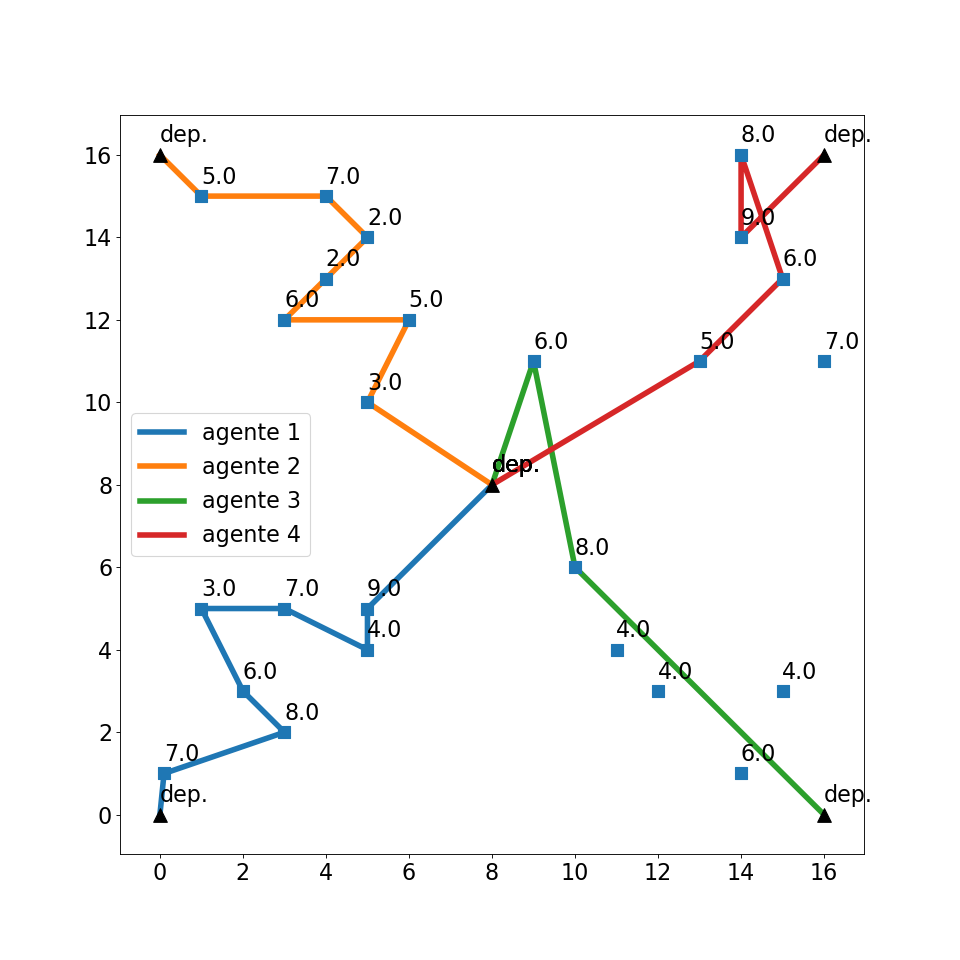 dep. 8.0 dep.
16
5.0 7.0
2.0 9.0
14
2.0 6.0
6.0 5.0
12
6.0 5.0 7.0
3.0
10
agente 1
agente 2
agente 3
agente 4
dep. dep.
8
8.0
6
3.0 7.0 9.0
4.0 4.0
4
6.0 4.0 4.0
8.0
2
7.0 6.0
dep. dep.
0
0 2 4 6 8 10 12 14 16